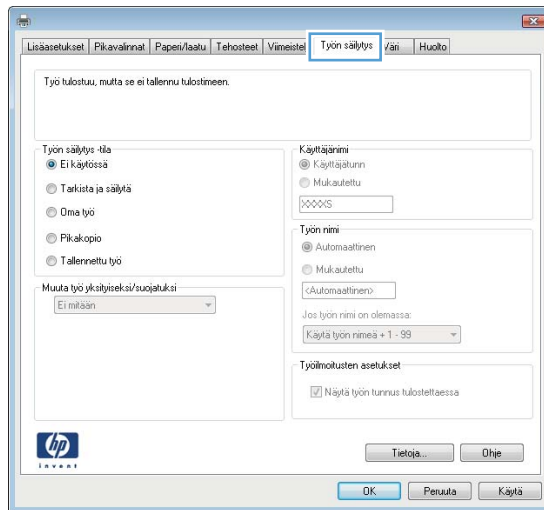 Lisäasetukset Pikavalinnat Paperi/laatu Tehosteet Viimeistel Työn säilytys Väri Huolto
Työ tulostuu, mutta se ei tallennu tulostimeen.
Työn säilytys -tila
Ei käytössä
Tarkista ja säilytä
Oma työ
Pikakopio
Tallennettu työ
Muuta työ yksityiseksi/suojatuksi
Ei mitään
Käyttäjänimi
Käyttäjätunn
Mukautettu
XXXXS
Työn nimi
Automaattinen
Mukautettu
<Automaattinen>
Jos työn nimi on olemassa:
Käytä työn nimeä + 1 - 99
Työilmoitusten asetukset
Näytä työn tunnus tulostettaessa
hp
invent
Tietoja... Ohje
OK Peruuta Käytä